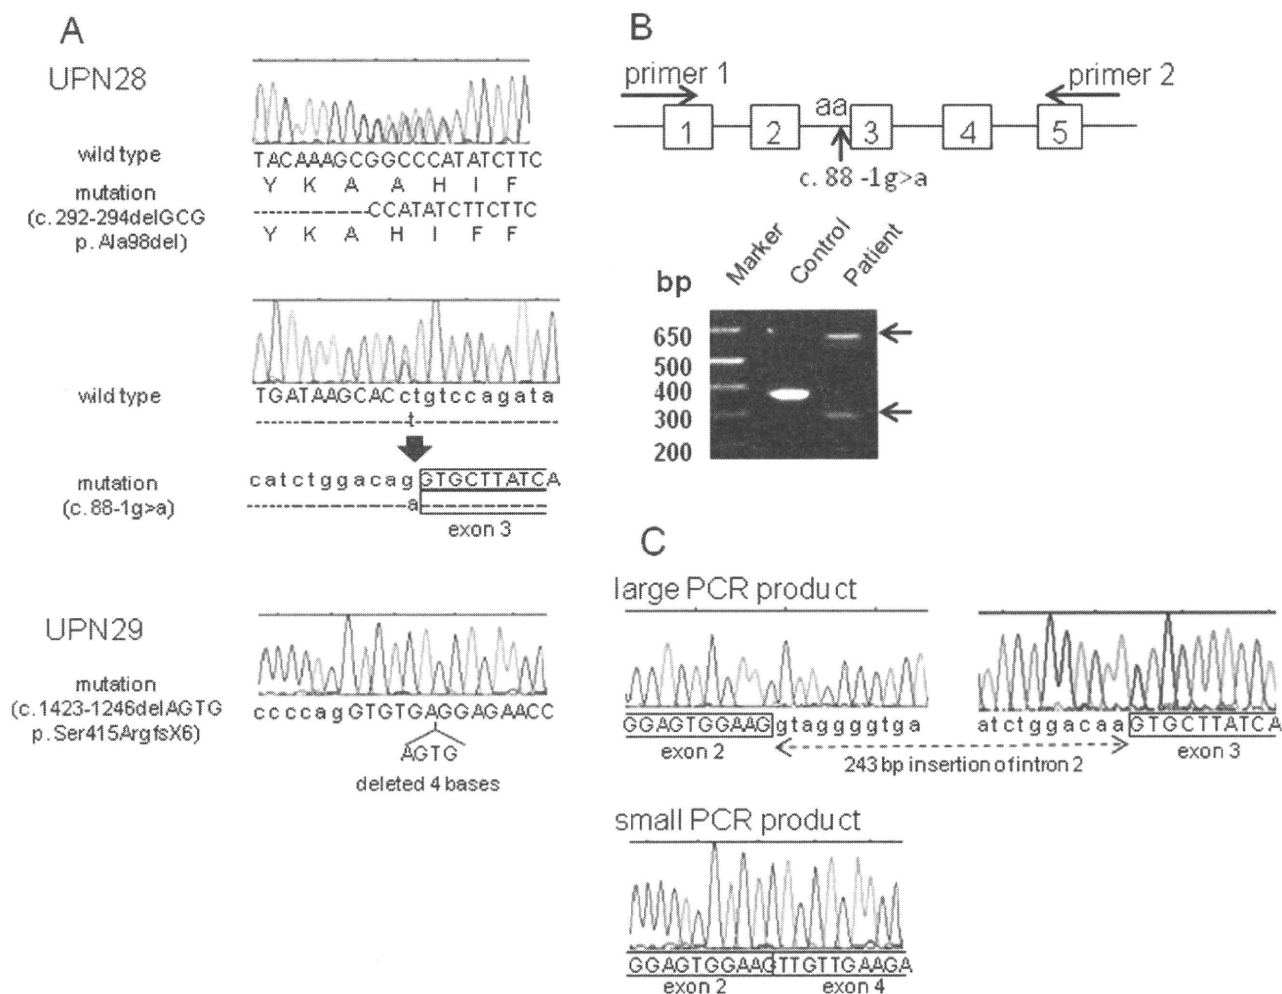 A
UPN28
wild type
TACAAAGCGGCCCATATCTTC
Y K A A H I F
mutation
(c. 292-294delGCG
p. Ala98del)
CCATATCTTCTTC
Y K A H I F F
wild type
TGATAAGCACCctgtccagata
t
mutation
(c. 88-1g>a)
catctggacagGTGCTTATCA
a
exon 3
UPN29
mutation
(c.1423-1246delAGTG
p. Ser415ArgfsX6)
ccccagGTGTGAGGAGAACC
AGTG
deleted 4 bases
B
primer 1
primer 2
aa
1 2 3 4 5
c. 88 -1g>a
Marker
Control
Patient
bp
650
500
400
300
200
C
large PCR product
GGAGTGGAAGgtaggggtga
exon 2
atctggacaaGTGCTTATCA
exon 3
243 bp insertion of intron 2
small PCR product
GGAGTGGAAGTTGTTGAAGA
exon 2
exon 4